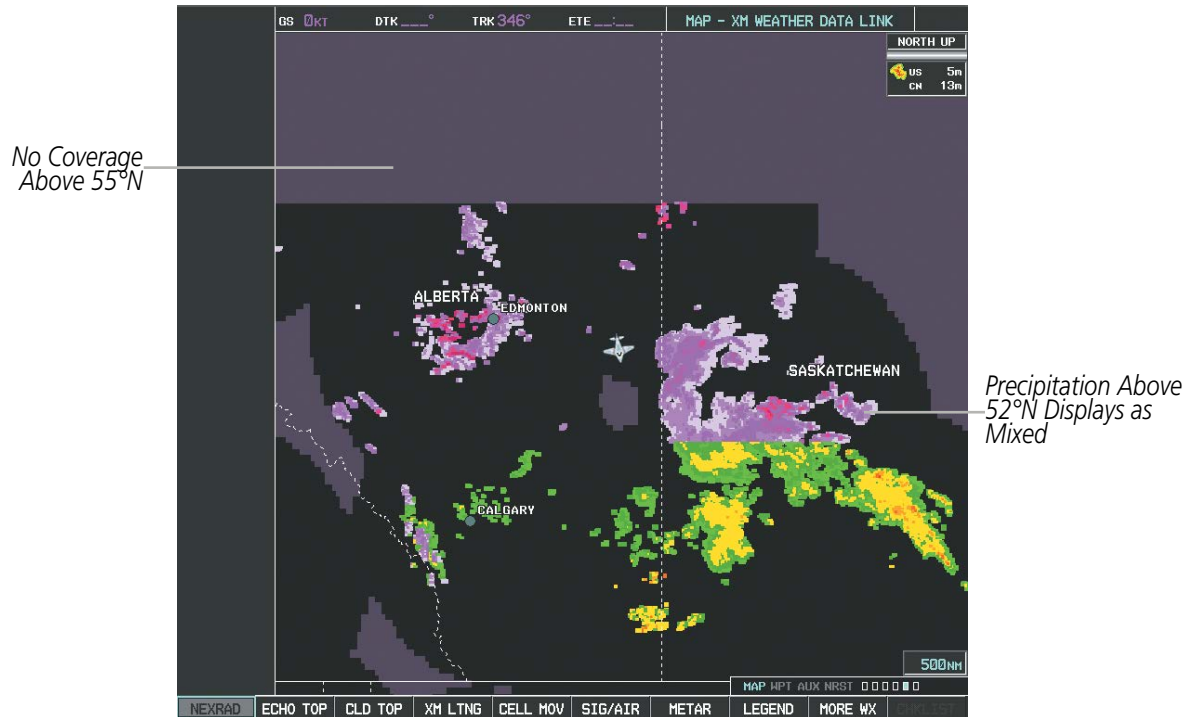 GS 0KT DTK ___° TRK 346° ETE __:__ MAP - XM WEATHER DATA LINK
NORTH UP
US 5m
CN 13m
No Coverage
Above 55°N
ALBERTA
EDMONTON
SASKATCHEWAN
Precipitation Above
52°N Displays as
Mixed
CALGARY
500NM
MAP WPT AUX NRST
NEXRAD ECHO TOP CLD TOP XM LTNG CELL MOV SIG/AIR METAR LEGEND MORE WX CHKLIST